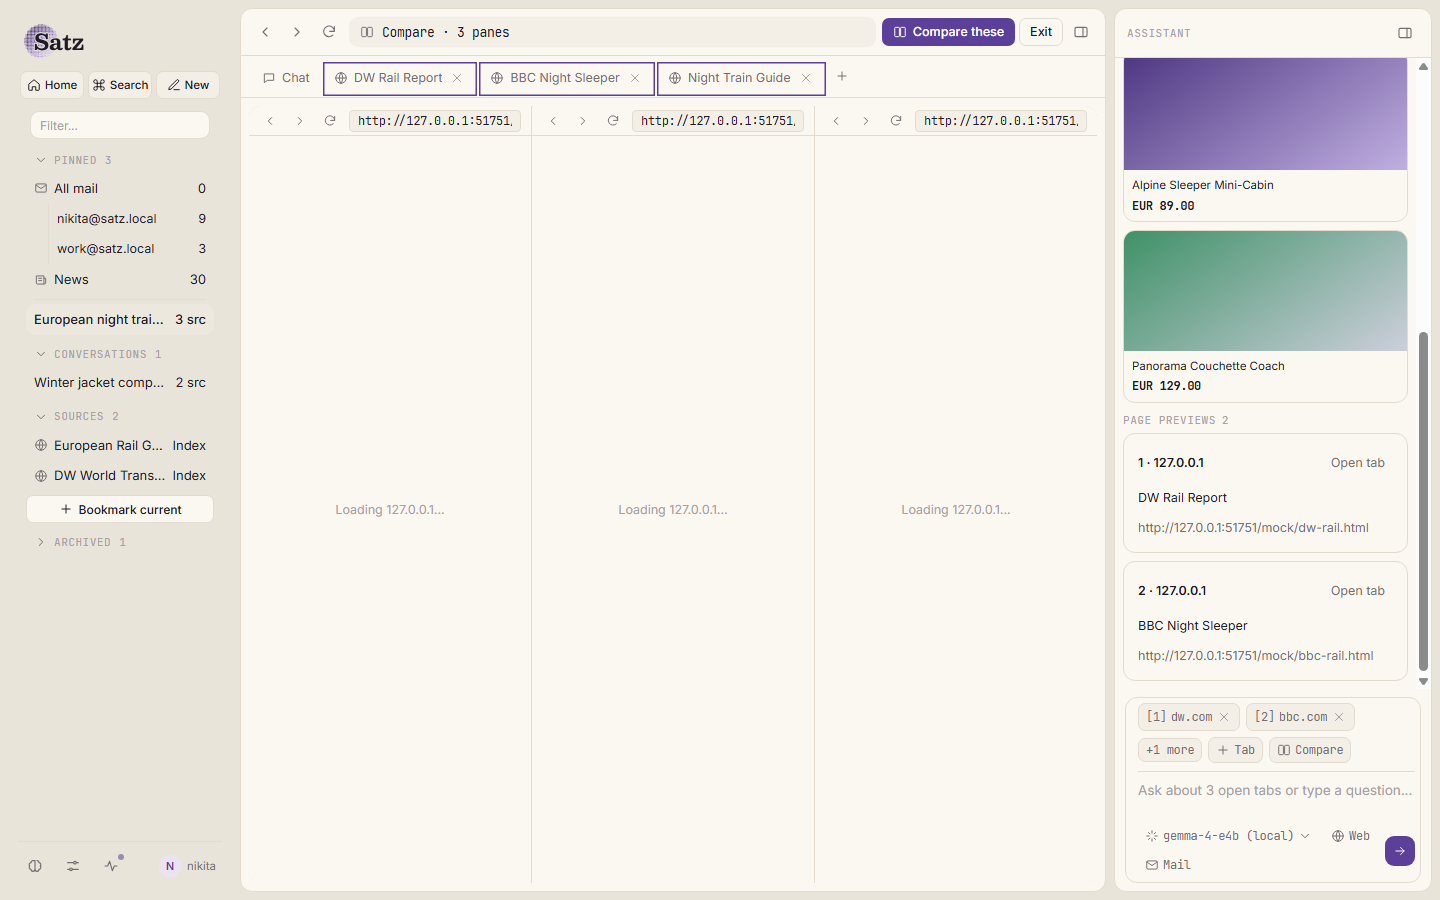 Satz
Home
Search
New
Filter...
PINNED 3
All mail 0
nikita@satz.local 9
work@satz.local 3
News 30
European night trai... 3 src
CONVERSATIONS 1
Winter jacket comp... 2 src
SOURCES 2
European Rail G... Index
DW World Trans... Index
Bookmark current
ARCHIVED 1
N nikita
Compare · 3 panes
Compare these
Exit
Chat
DW Rail Report
BBC Night Sleeper
Night Train Guide
http://127.0.0.1:51751,
http://127.0.0.1:51751,
http://127.0.0.1:51751,
Loading 127.0.0.1...
Loading 127.0.0.1...
Loading 127.0.0.1...
ASSISTANT
Alpine Sleeper Mini-Cabin
EUR 89.00
Panorama Couchette Coach
EUR 129.00
PAGE PREVIEWS 2
1 · 127.0.0.1 Open tab
DW Rail Report
http://127.0.0.1:51751/mock/dw-rail.html
2 · 127.0.0.1 Open tab
BBC Night Sleeper
http://127.0.0.1:51751/mock/bbc-rail.html
[1] dw.com
[2] bbc.com
+1 more
Tab
Compare
Ask about 3 open tabs or type a question...
gemma-4-e4b (local)
Web
Mail